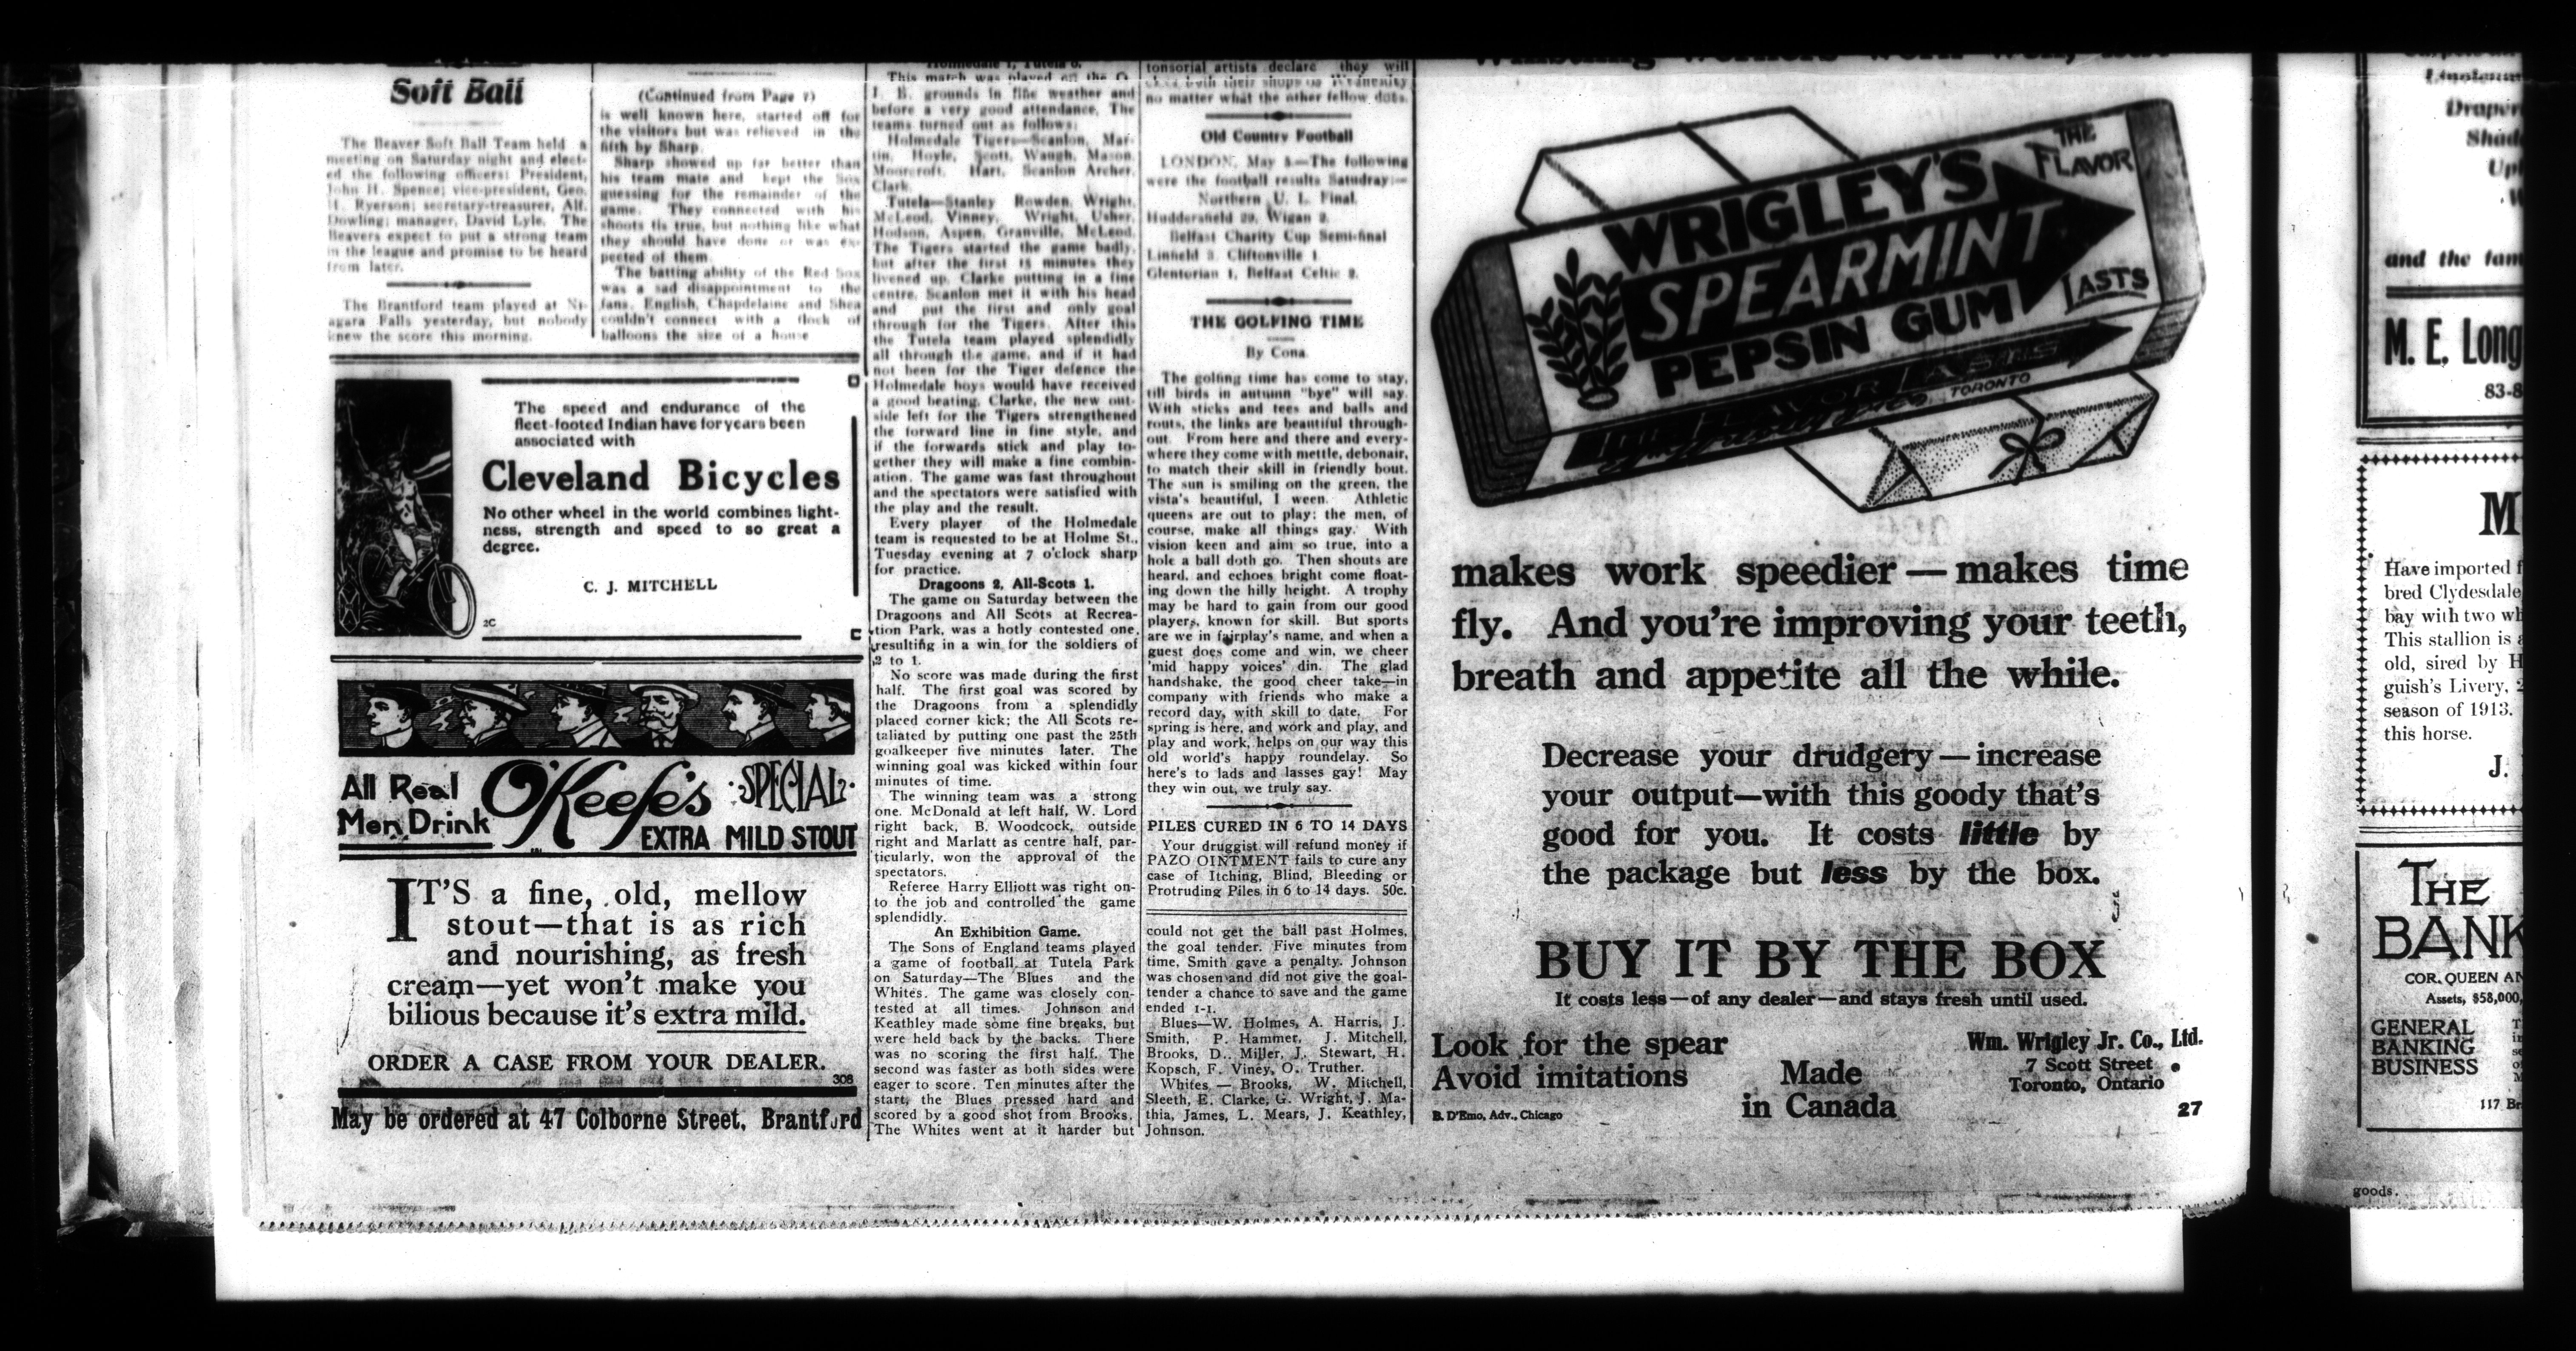 Soft Ball
The Beaver Soft Ball Team held a
meeting on Saturday night and elect-
ed the following officers: President,
John H. Spence; vice-president, Geo.
Ryerson; secretary-treasurer, Alf.
Dowling; manager, David Lyle. The
Beavers expect to put a strong team
in the league and promise to be heard
from later.
The Brantford team played at Ni-
agara Falls yesterday, but nobody
knew the score this morning.
(Continued from Page 7)
is well known here, started off for
the visitors but was relieved in the
fifth by Sharp.
Sharp showed up far better than
his team mate and kept the Sox
guessing for the remainder of the
game. They connected with his
shoots tis true, but nothing like what
they should have done or was ex-
pected of them.
The batting ability of the Red Sox
was a sad disappointment to the
fans. English, Chapdelaine and Shea
couldn't connect with a flock of
balloons the size of a house
The speed and endurance of the
fleet-footed Indian have for years been
associated with
Cleveland Bicycles
No other wheel in the world combines light-
ness, strength and speed to so great a
degree.
C. J. MITCHELL
2C
All Real
Men Drink
O'Keefe's SPECIAL
EXTRA MILD STOUT
IT'S a fine, old, mellow
stout—that is as rich
and nourishing, as fresh
cream—yet won't make you
bilious because it's extra mild.
ORDER A CASE FROM YOUR DEALER.
308
May be ordered at 47 Colborne Street, Brantford
Holmedale 1, Tutela 0.
This match was played on the O.
J. B. grounds in fine weather and
before a very good attendance. The
teams turned out as follows:
Holmedale Tigers—Scanlon, Mar-
tin, Hoyle, Scott, Waugh, Mason,
Moorcroft, Hart, Scanlon Archer,
Clark.
Tutela—Stanley Rowden, Wright,
McLeod, Vinney, Wright, Usher,
Hodson, Aspen, Granville, McLeod.
The Tigers started the game badly,
but after the first 15 minutes they
livened up. Clarke putting in a fine
centre, Scanlon met it with his head
and put the first and only goal
through for the Tigers. After this
the Tutela team played splendidly
all through the game, and if it had
not been for the Tiger defence the
Holmedale boys would have received
a good beating. Clarke, the new out-
side left for the Tigers strengthened
the forward line in fine style, and
if the forwards stick and play to-
gether they will make a fine combin-
ation. The game was fast throughout
and the spectators were satisfied with
the play and the result.
Every player of the Holmedale
team is requested to be at Holme St.,
Tuesday evening at 7 o'clock sharp
for practice.
Dragoons 2, All-Scots 1.
The game on Saturday between the
Dragoons and All Scots at Recrea-
tion Park, was a hotly contested one,
resulting in a win for the soldiers of
2 to 1.
No score was made during the first
half. The first goal was scored by
the Dragoons from a splendidly
placed corner kick; the All Scots re-
taliated by putting one past the 25th
goalkeeper five minutes later. The
winning goal was kicked within four
minutes of time.
The winning team was a strong
one. McDonald at left half, W. Lord
right back, B. Woodcock, outside
right and Marlatt as centre half, par-
ticularly, won the approval of the
spectators.
Referee Harry Elliott was right on-
to the job and controlled the game
splendidly.
An Exhibition Game.
The Sons of England teams played
a game of football at Tutela Park
on Saturday—The Blues and the
Whites. The game was closely con-
tested at all times. Johnson and
Keathley made some fine breaks, but
were held back by the backs. There
was no scoring the first half. The
second was faster as both sides were
eager to score. Ten minutes after the
start, the Blues pressed hard and
scored by a good shot from Brooks.
The Whites went at it harder but
tonsorial artists declare they will
close both their shops on Wednesday
no matter what the other fellow does.
Old Country Football
LONDON, May 5.—The following
were the football results Satudray:—
Northern U. L. Final.
Huddersfield 29, Wigan 2.
Belfast Charity Cup Semi-final
Linfield 3, Cliftonville 1
Glentorian 1, Belfast Celtic 2.
THE GOLFING TIME
By Cona
The golfing time has come to stay,
till birds in autumn "bye" will say.
With sticks and tees and balls and
routs, the links are beautiful through-
out. From here and there and every-
where they come with mettle, debonair,
to match their skill in friendly bout.
The sun is smiling on the green, the
vista's beautiful, I ween. Athletic
queens are out to play; the men, of
course, make all things gay. With
vision keen and aim so true, into a
hole a ball doth go. Then shouts are
heard, and echoes bright come float-
ing down the hilly height. A trophy
may be hard to gain from our good
players, known for skill. But sports
are we in fairplay's name, and when a
guest does come and win, we cheer
'mid happy voices' din. The glad
handshake, the good cheer take—in
company with friends who make a
record day, with skill to date. For
spring is here, and work and play, and
play and work, helps on our way this
old world's happy roundelay. So
here's to lads and lasses gay! May
they win out, we truly say.
PILES CURED IN 6 TO 14 DAYS
Your druggist will refund money if
PAZO OINTMENT fails to cure any
case of Itching, Blind, Bleeding or
Protruding Piles in 6 to 14 days. 50c.
could not get the ball past Holmes,
the goal tender. Five minutes from
time, Smith gave a penalty. Johnson
was chosen and did not give the goal-
tender a chance to save and the game
ended 1-1.
Blues—W. Holmes, A. Harris, J.
Smith, P. Hammer, J. Mitchell,
Brooks, D. Miller, J. Stewart, H.
Kopsch, F. Viney, O. Truther.
Whites — Brooks, W. Mitchell,
Sleeth, E. Clarke, G. Wright, J. Ma-
thia, James, L. Mears, J. Keathley,
Johnson.
WRIGLEY'S
SPEARMINT
PEPSIN GUM
THE
FLAVOR
LASTS
TORONTO
makes work speedier — makes time
fly. And you're improving your teeth,
breath and appetite all the while.
Decrease your drudgery — increase
your output—with this goody that's
good for you. It costs little by
the package but less by the box.
BUY IT BY THE BOX
It costs less—of any dealer—and stays fresh until used.
Look for the spear
Avoid imitations
Made
in Canada
Wm. Wrigley Jr. Co., Ltd.
7 Scott Street
Toronto, Ontario
B. D'Emo, Adv., Chicago
27
and the
M. E. Long
83-8
M
Have imported
bred Clydesdale
bay with two
This stallion is
old, sired by H
guish's Livery,
season of 1913.
this horse.
J.
THE
BANK
COR. QUEEN
Assets, $58,000,
GENERAL
BANKING
BUSINESS
117
goods.